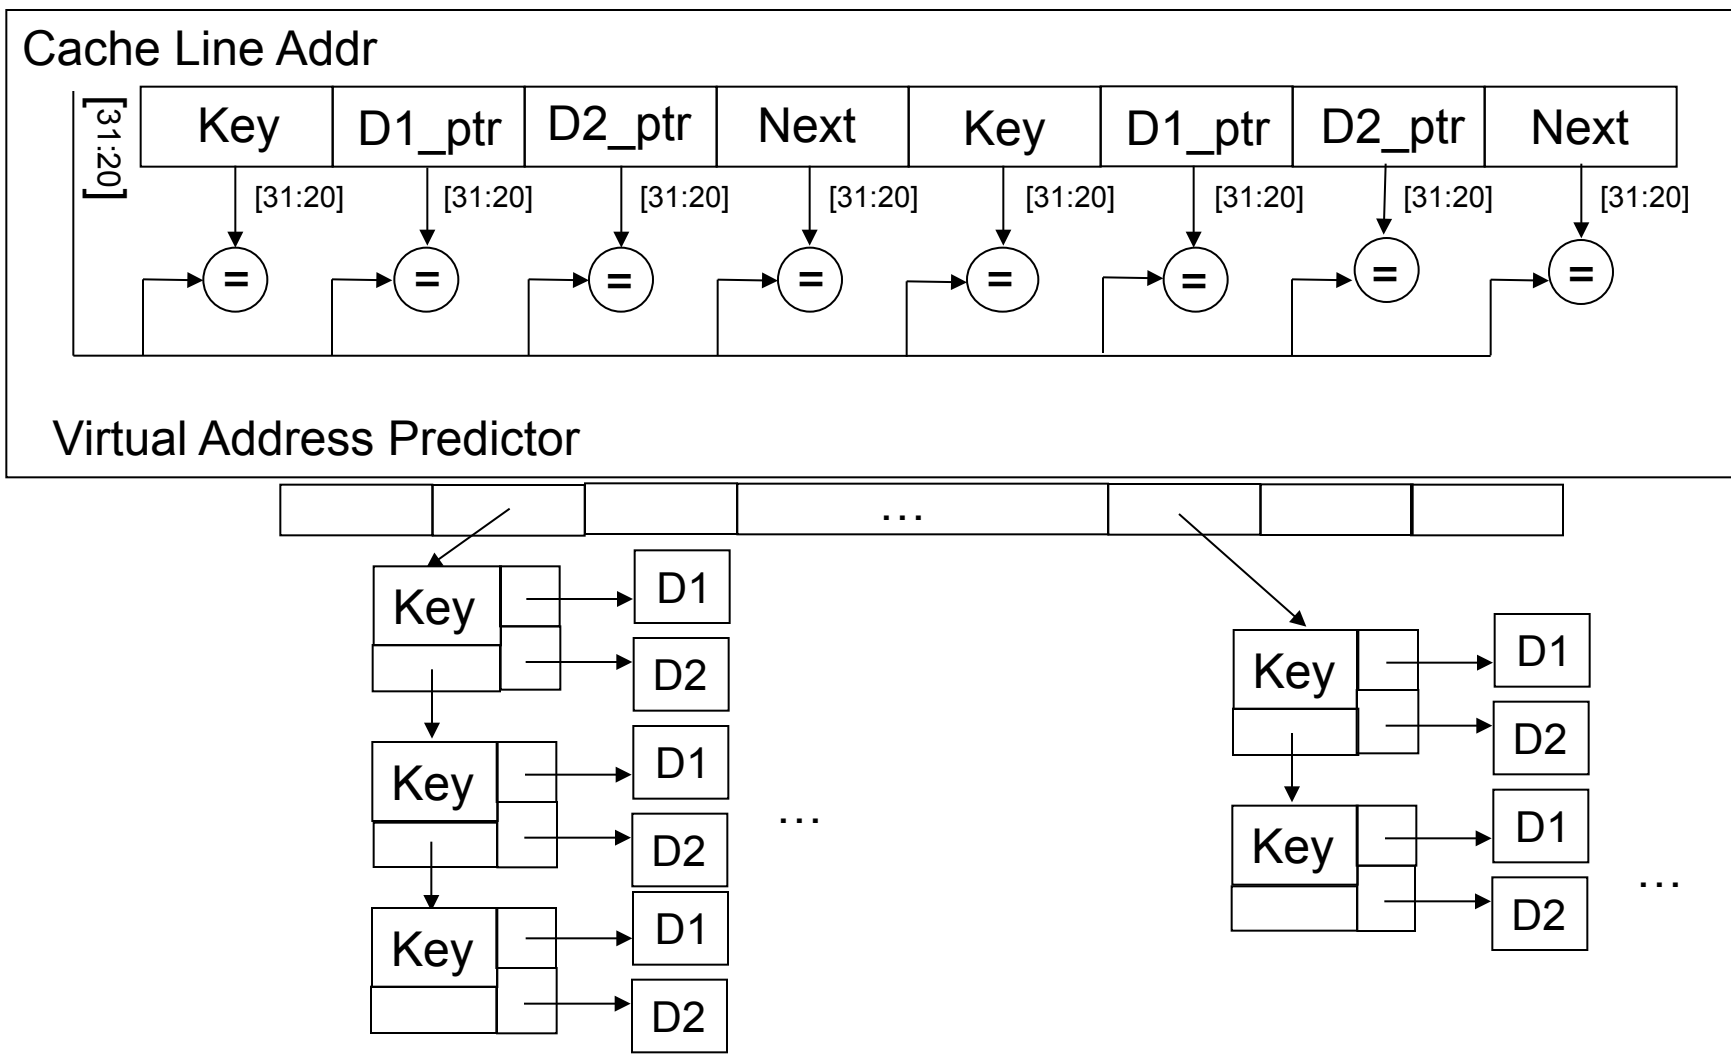 Cache Line Addr
[31:20]
Key D1_ptr D2_ptr Next Key D1_ptr D2_ptr Next
[31:20] [31:20] [31:20] [31:20] [31:20] [31:20] [31:20] [31:20]
= = = = = = = =
Virtual Address Predictor
…
D1
Key
D2
D1
Key
D2
D1
Key
D2
…
D1
Key
D2
D1
Key
D2
…